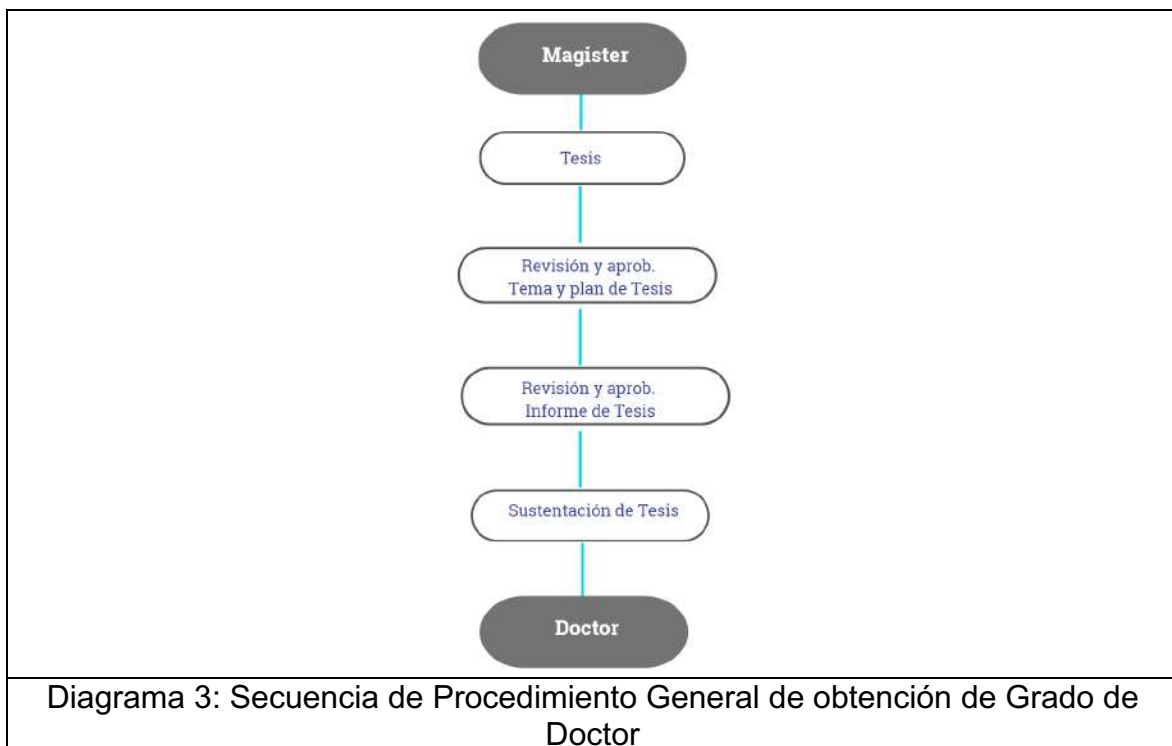 Magister
Tesis
Revisión y aprob.
Tema y plan de Tesis
Revisión y aprob.
Informe de Tesis
Sustentación de Tesis
Doctor
Diagrama 3: Secuencia de Procedimiento General de obtención de Grado de
Doctor